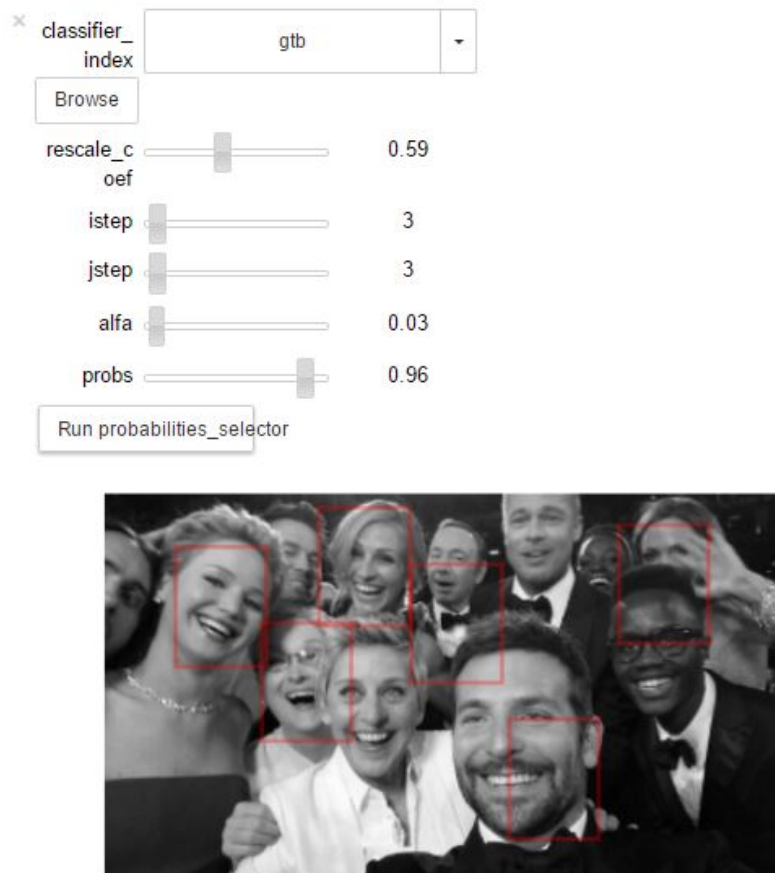 ×
classifier_
index
gtb
Browse
rescale_c
oef
0.59
istep
3
jstep
3
alfa
0.03
probs
0.96
Run probabilities_selector